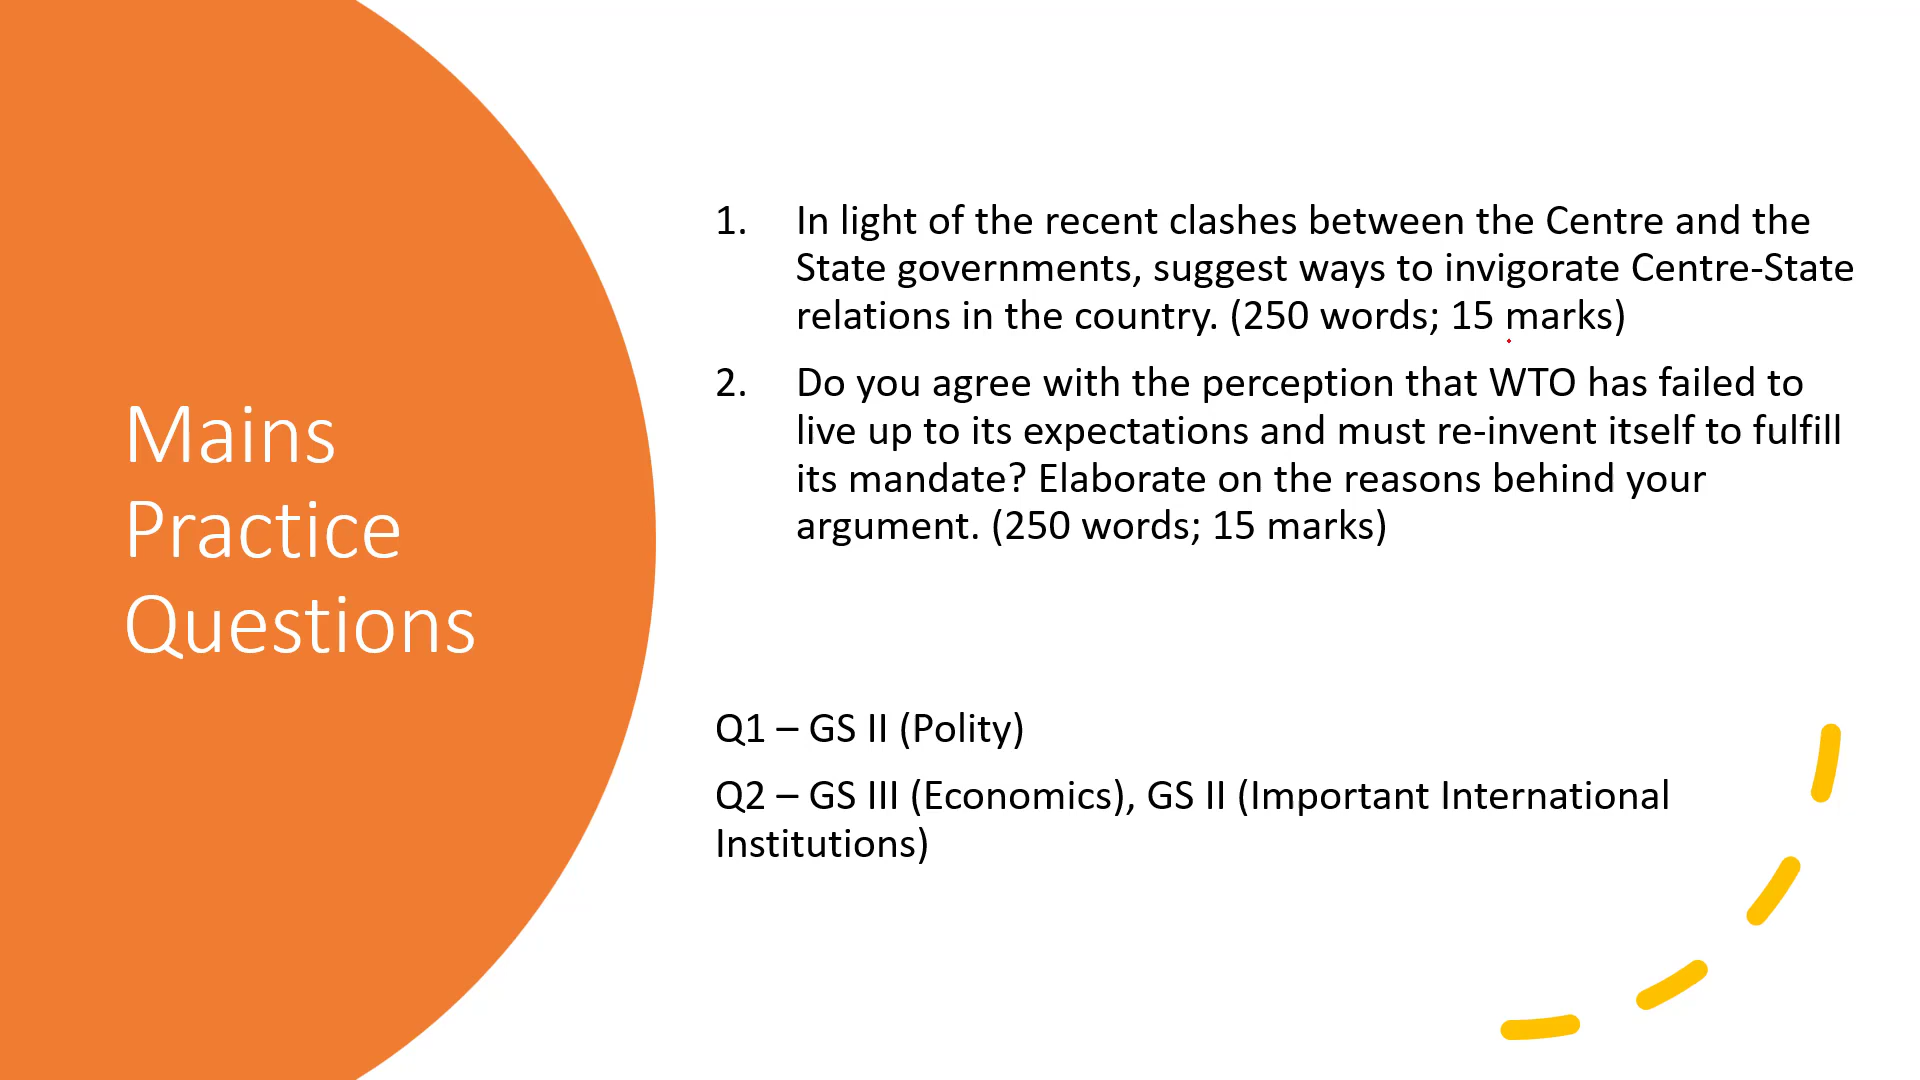 Mains
Practice
Questions
1. In light of the recent clashes between the Centre and the
State governments, suggest ways to invigorate Centre-State
relations in the country. (250 words; 15 marks)
2. Do you agree with the perception that WTO has failed to
live up to its expectations and must re-invent itself to fulfill
its mandate? Elaborate on the reasons behind your
argument. (250 words; 15 marks)
Q1 – GS II (Polity)
Q2 – GS III (Economics), GS II (Important International
Institutions)